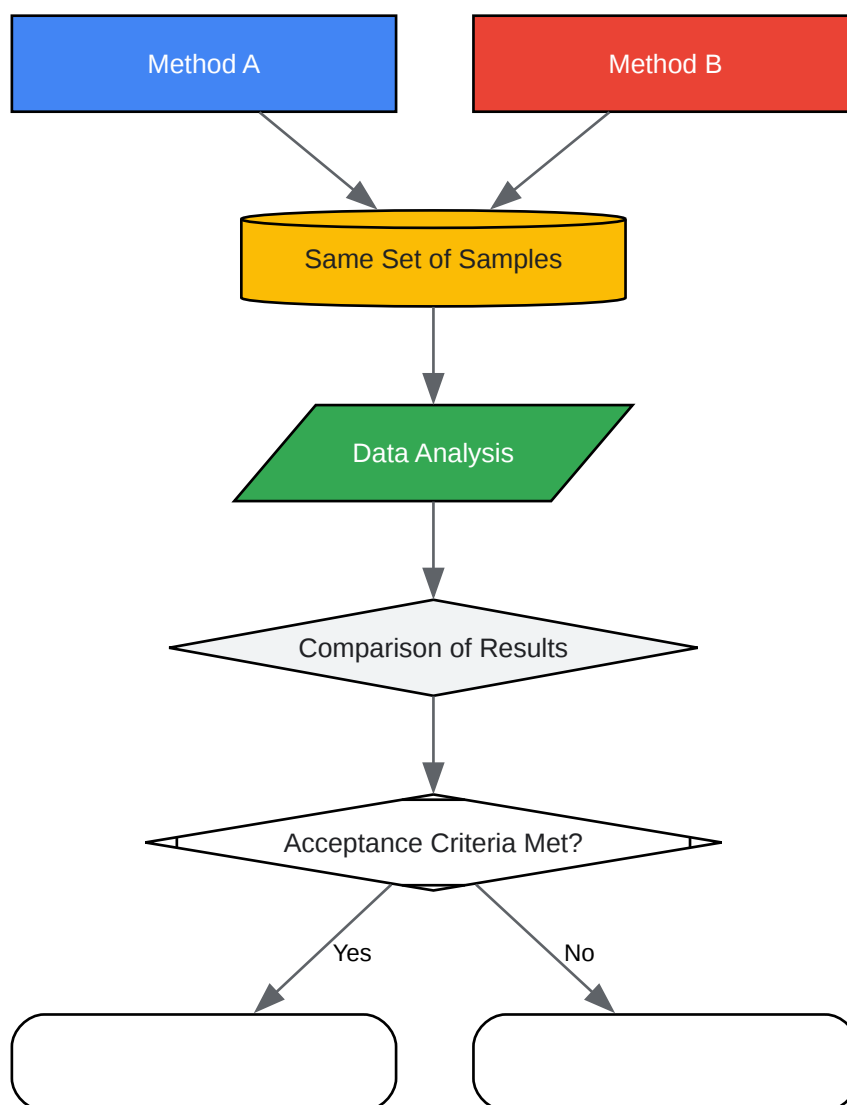 Method A
Method B
Same Set of Samples
Data Analysis
Comparison of Results
Acceptance Criteria Met?
Yes
No